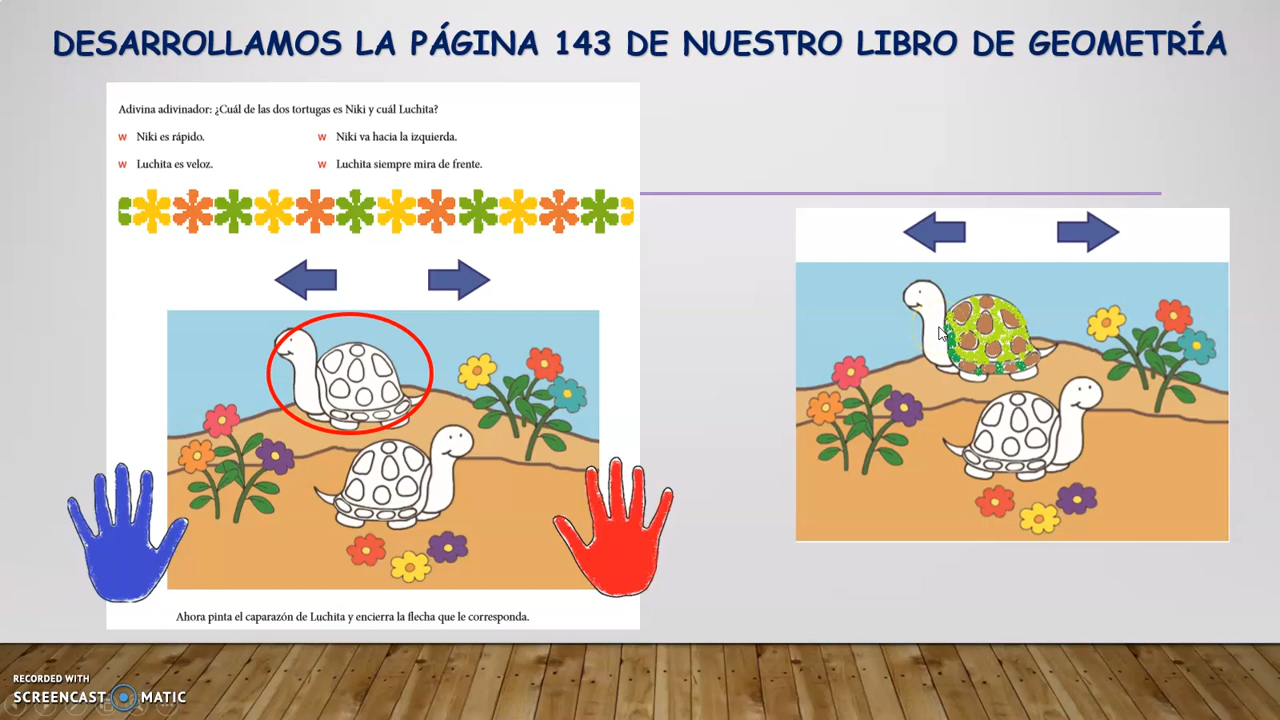 DESARROLLAMOS LA PÁGINA 143 DE NUESTRO LIBRO DE GEOMETRÍA
Adivina adivinador: ¿Cuál de las dos tortugas es Niki y cuál Luchita?
w Niki es rápido.
w Niki va hacia la izquierda.
w Luchita es veloz.
w Luchita siempre mira de frente.
Ahora pinta el caparazón de Luchita y encierra la flecha que le corresponda.
RECORDED WITH
SCREENCAST MATIC